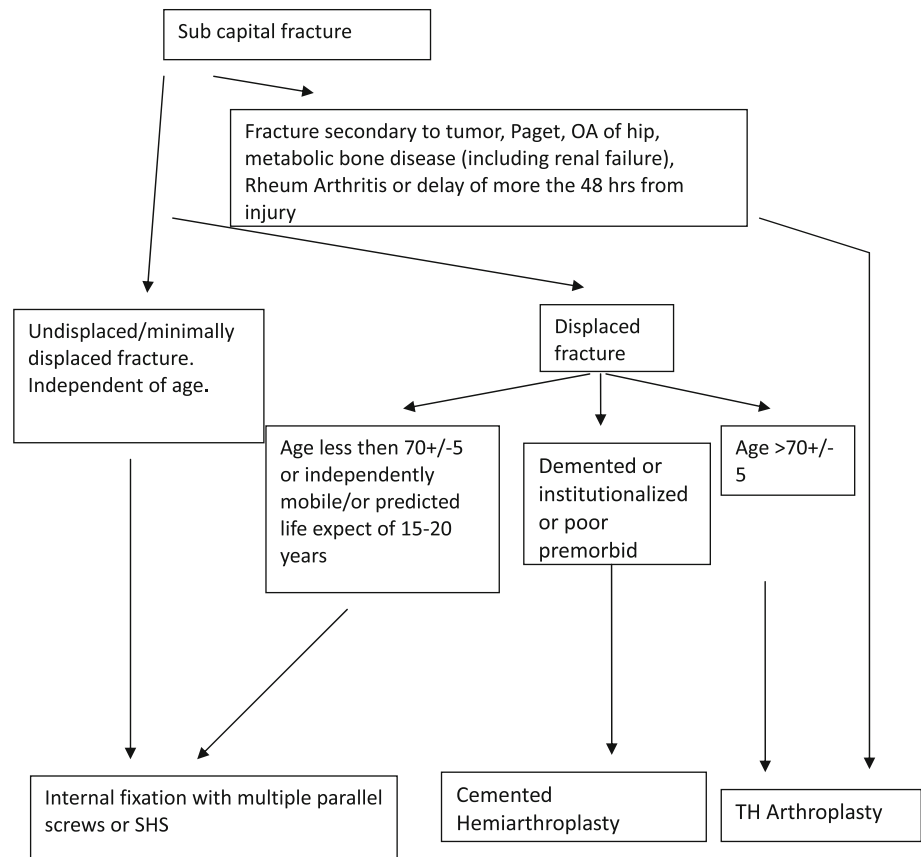 Sub capital fracture
Fracture secondary to tumor, Paget, OA of hip,
metabolic bone disease (including renal failure),
Rheum Arthritis or delay of more the 48 hrs from
injury
Undisplaced/minimally
displaced fracture.
Independent of age.
Displaced
fracture
Age less then 70+/-5
or independently
mobile/or predicted
life expect of 15-20
years
Demented or
institutionalized
or poor
premorbid
Age >70+/-
5
Internal fixation with multiple parallel
screws or SHS
Cemented
Hemiarthroplasty
TH Arthroplasty